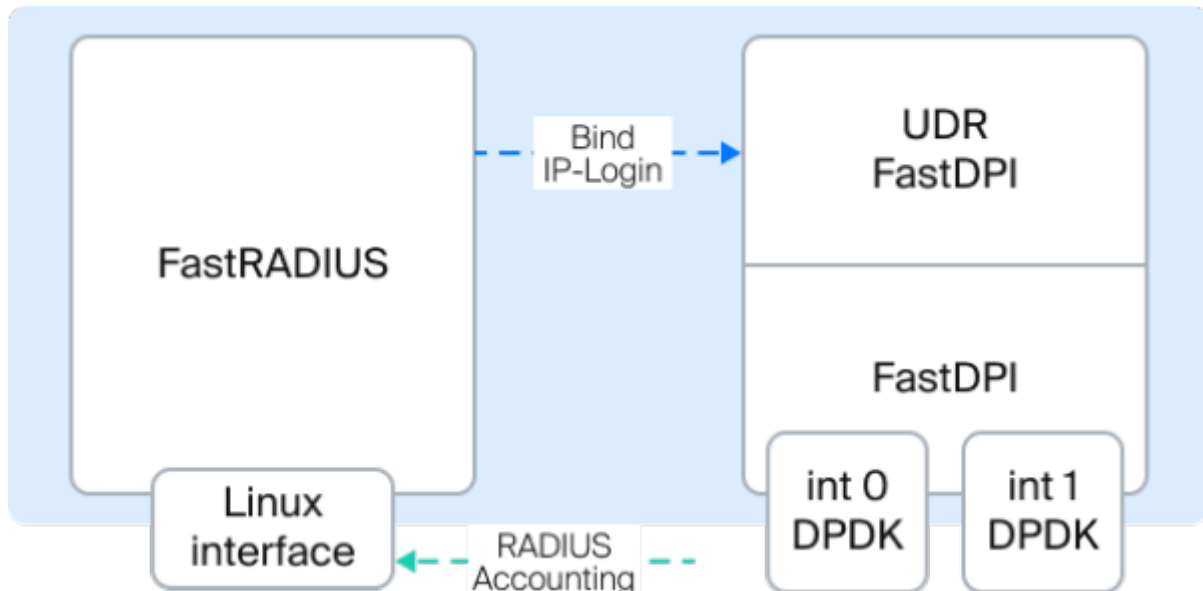 FastRADIUS
Bind
IP-Login
UDR
FastDPI
FastDPI
Linux
interface
RADIUS
Accounting
int 0
DPDK
int 1
DPDK